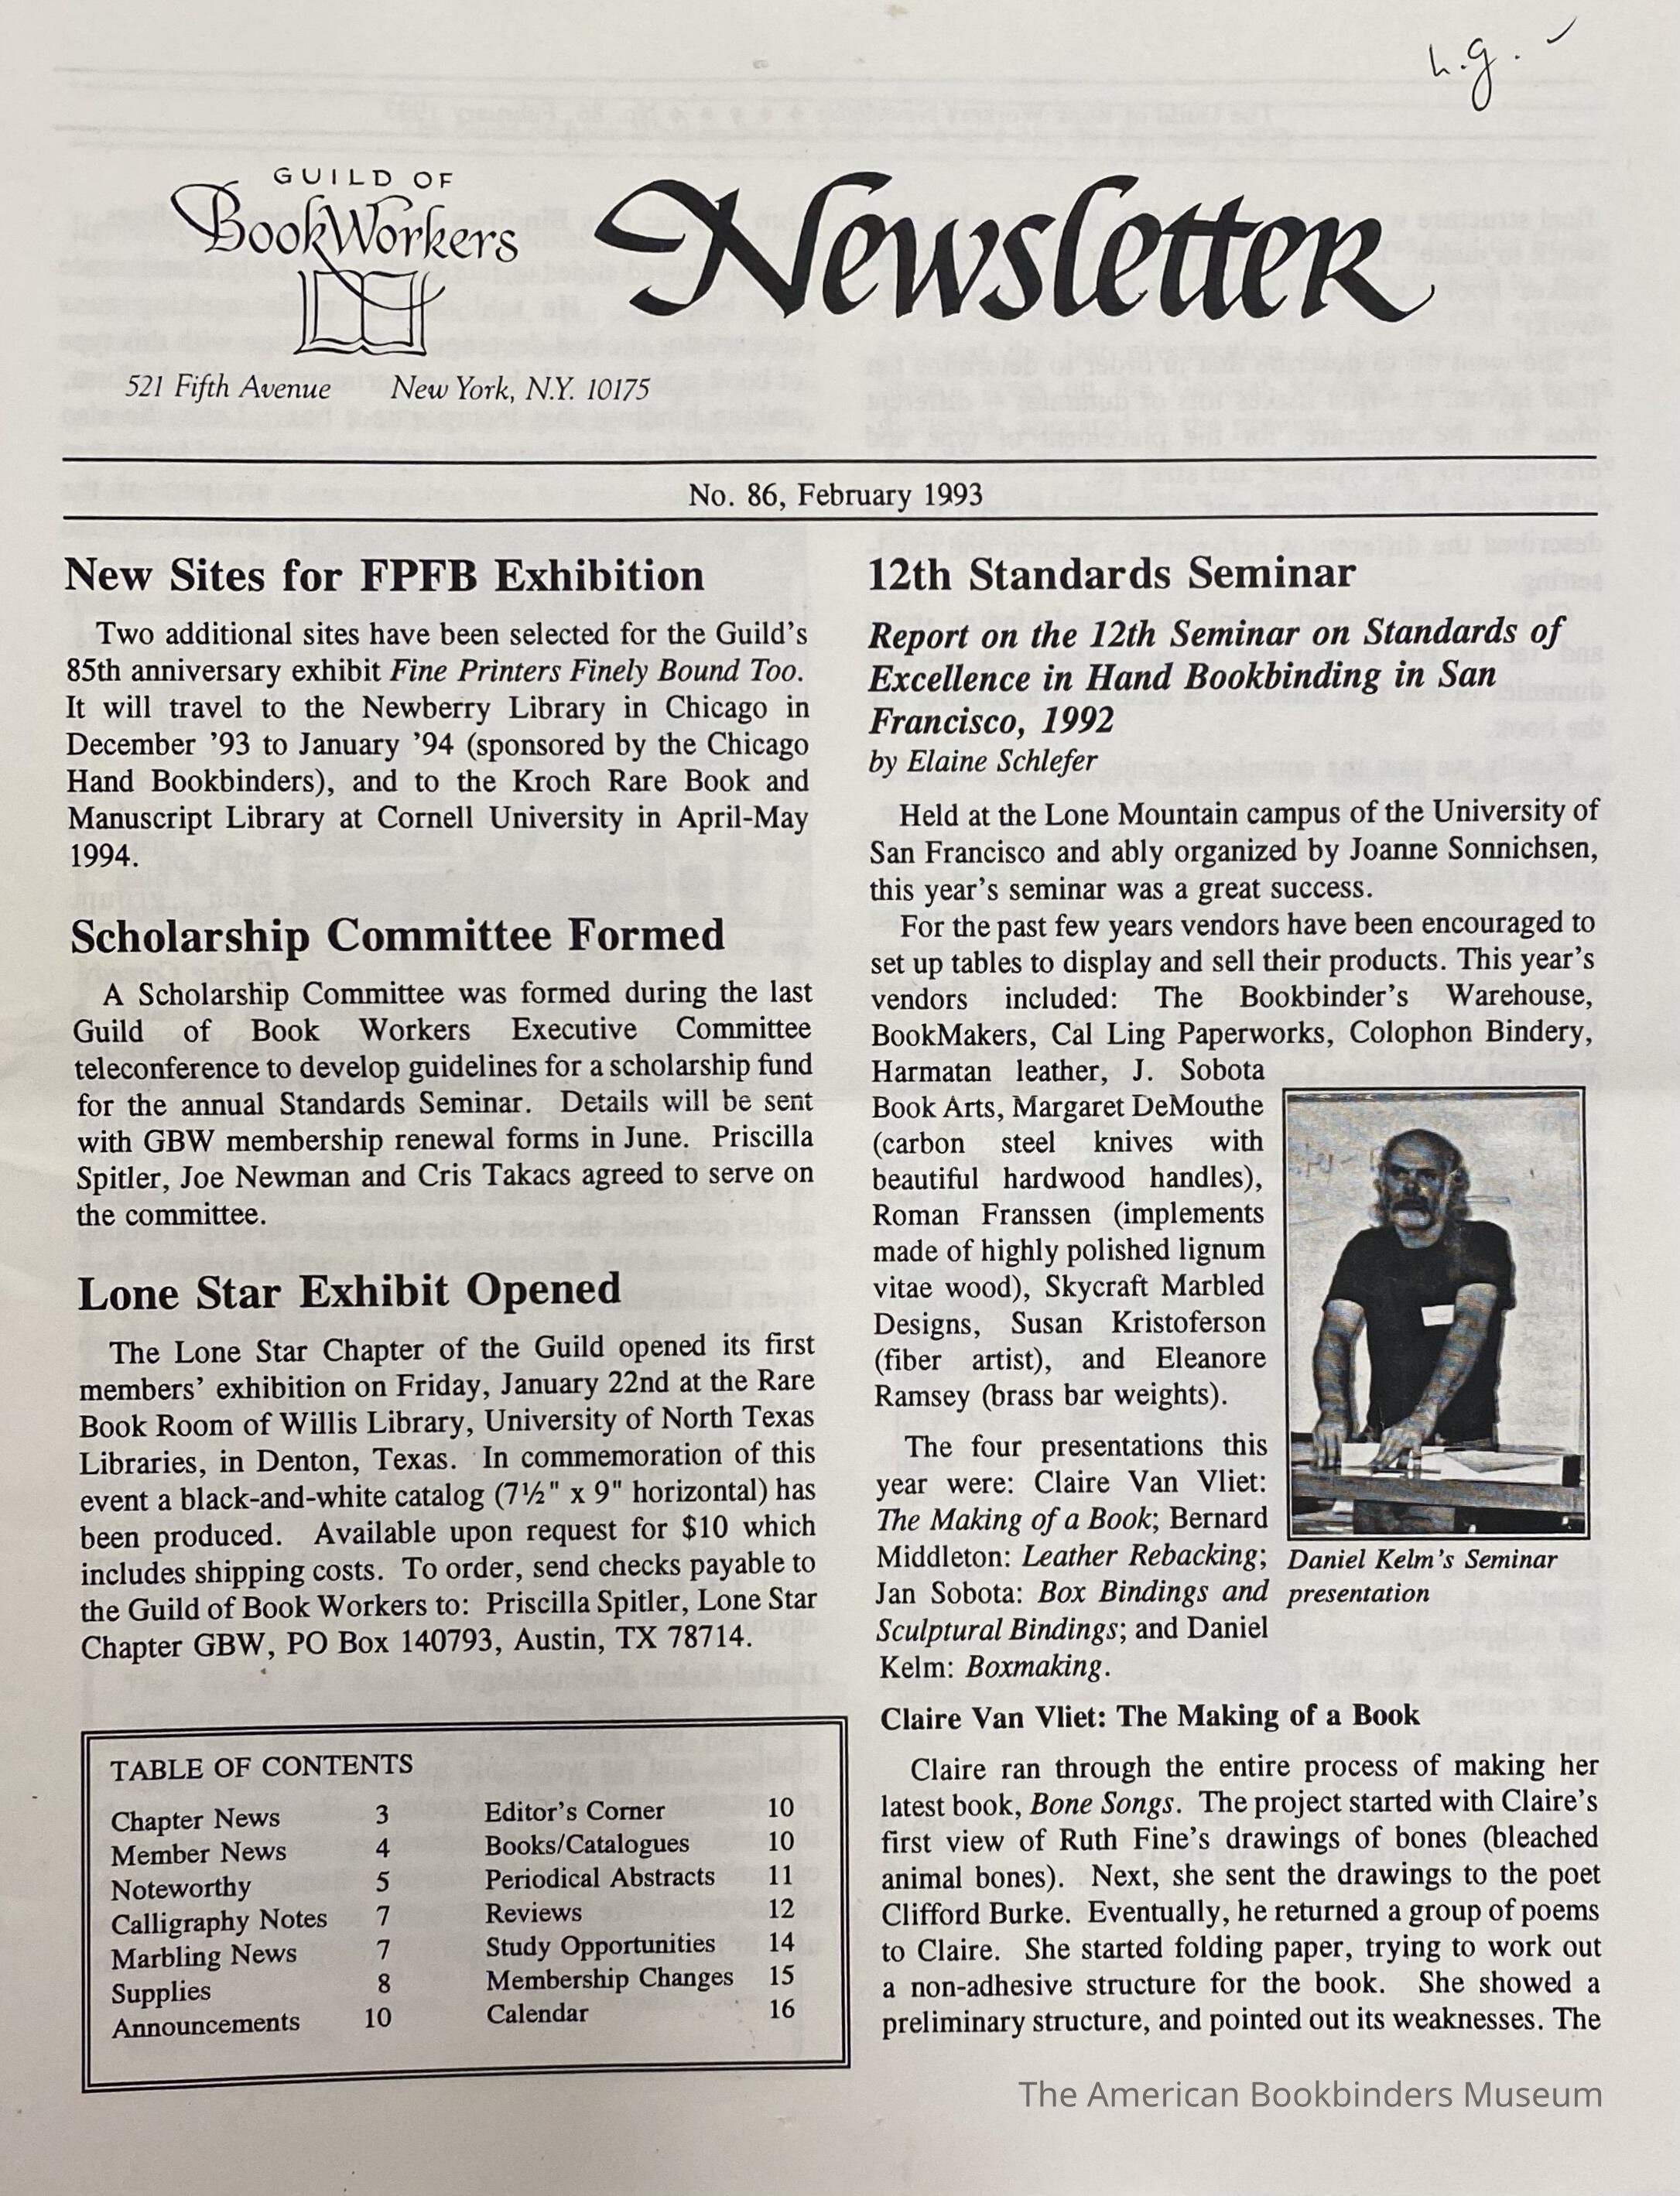 h.g. ✓
GUILD OF
BookWorkers
Newsletter
521 Fifth Avenue New York, N.Y. 10175
No. 86, February 1993
New Sites for FPFB Exhibition
Two additional sites have been selected for the Guild's
85th anniversary exhibit Fine Printers Finely Bound Too.
It will travel to the Newberry Library in Chicago in
December '93 to January '94 (sponsored by the Chicago
Hand Bookbinders), and to the Kroch Rare Book and
Manuscript Library at Cornell University in April-May
1994.
Scholarship Committee Formed
A Scholarship Committee was formed during the last
Guild of Book Workers Executive Committee
teleconference to develop guidelines for a scholarship fund
for the annual Standards Seminar. Details will be sent
with GBW membership renewal forms in June. Priscilla
Spitler, Joe Newman and Cris Takacs agreed to serve on
the committee.
Lone Star Exhibit Opened
The Lone Star Chapter of the Guild opened its first
members' exhibition on Friday, January 22nd at the Rare
Book Room of Willis Library, University of North Texas
Libraries, in Denton, Texas. In commemoration of this
event a black-and-white catalog (7½" x 9" horizontal) has
been produced. Available upon request for $10 which
includes shipping costs. To order, send checks payable to
the Guild of Book Workers to: Priscilla Spitler, Lone Star
Chapter GBW, PO Box 140793, Austin, TX 78714.
TABLE OF CONTENTS
Chapter News 3
Member News 4
Noteworthy 5
Calligraphy Notes 7
Marbling News 7
Supplies 8
Announcements 10
Editor's Corner 10
Books/Catalogues 10
Periodical Abstracts 11
Reviews 12
Study Opportunities 14
Membership Changes 15
Calendar 16
12th Standards Seminar
Report on the 12th Seminar on Standards of
Excellence in Hand Bookbinding in San
Francisco, 1992
by Elaine Schlefer
Held at the Lone Mountain campus of the University of
San Francisco and ably organized by Joanne Sonnichsen,
this year's seminar was a great success.
For the past few years vendors have been encouraged to
set up tables to display and sell their products. This year's
vendors included: The Bookbinder's Warehouse,
BookMakers, Cal Ling Paperworks, Colophon Bindery,
Harmatan leather, J. Sobota
Book Arts, Margaret DeMouthe
(carbon steel knives with
beautiful hardwood handles),
Roman Franssen (implements
made of highly polished lignum
vitae wood), Skycraft Marbled
Designs, Susan Kristoferson
(fiber artist), and Eleanore
Ramsey (brass bar weights).
The four presentations this
year were: Claire Van Vliet:
The Making of a Book; Bernard
Middleton: Leather Rebacking;
Jan Sobota: Box Bindings and
Sculptural Bindings; and Daniel
Kelm: Boxmaking.
Daniel Kelm's Seminar
presentation
Claire Van Vliet: The Making of a Book
Claire ran through the entire process of making her
latest book, Bone Songs. The project started with Claire's
first view of Ruth Fine's drawings of bones (bleached
animal bones). Next, she sent the drawings to the poet
Clifford Burke. Eventually, he returned a group of poems
to Claire. She started folding paper, trying to work out
a non-adhesive structure for the book. She showed a
preliminary structure, and pointed out its weaknesses. The
The American Bookbinders Museum